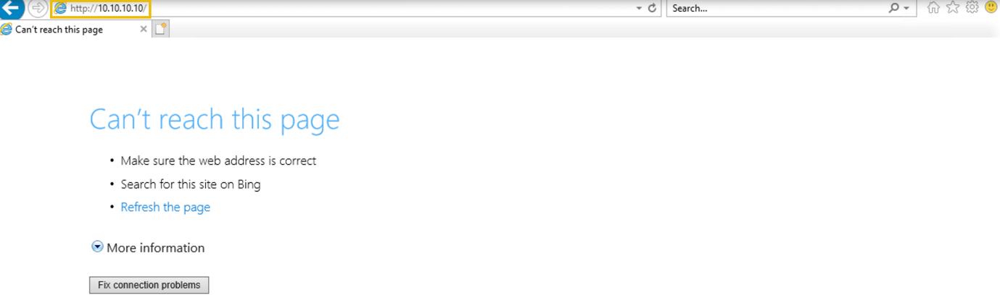 http://10.10.10.10/
Search...
Can't reach this page
Can't reach this page
• Make sure the web address is correct
• Search for this site on Bing
• Refresh the page
More information
Fix connection problems